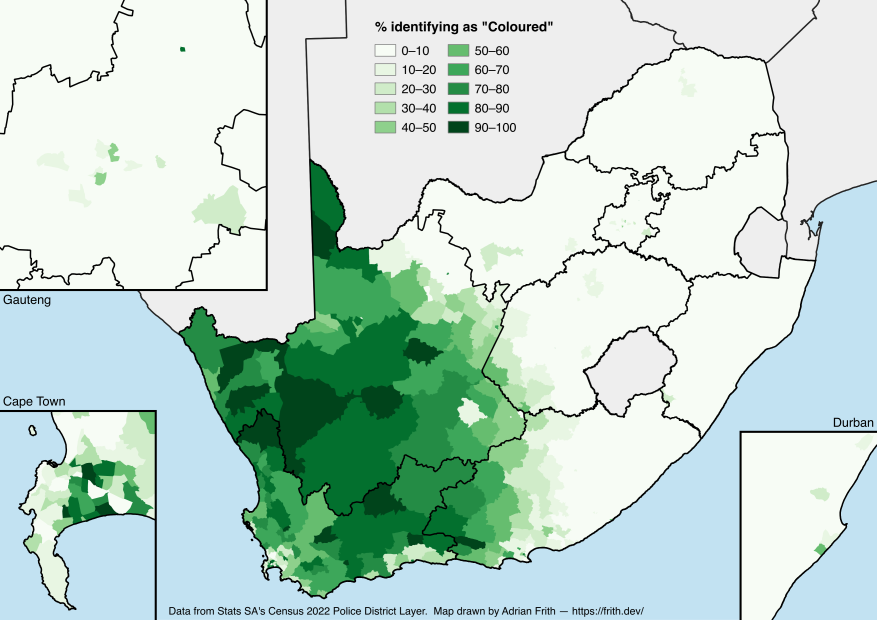 % identifying as "Coloured"
0–10
10–20
20–30
30–40
40–50
50–60
60–70
70–80
80–90
90–100
Gauteng
Cape Town
Durban
Data from Stats SA's Census 2022 Police District Layer.  Map drawn by Adrian Frith — https://frith.dev/